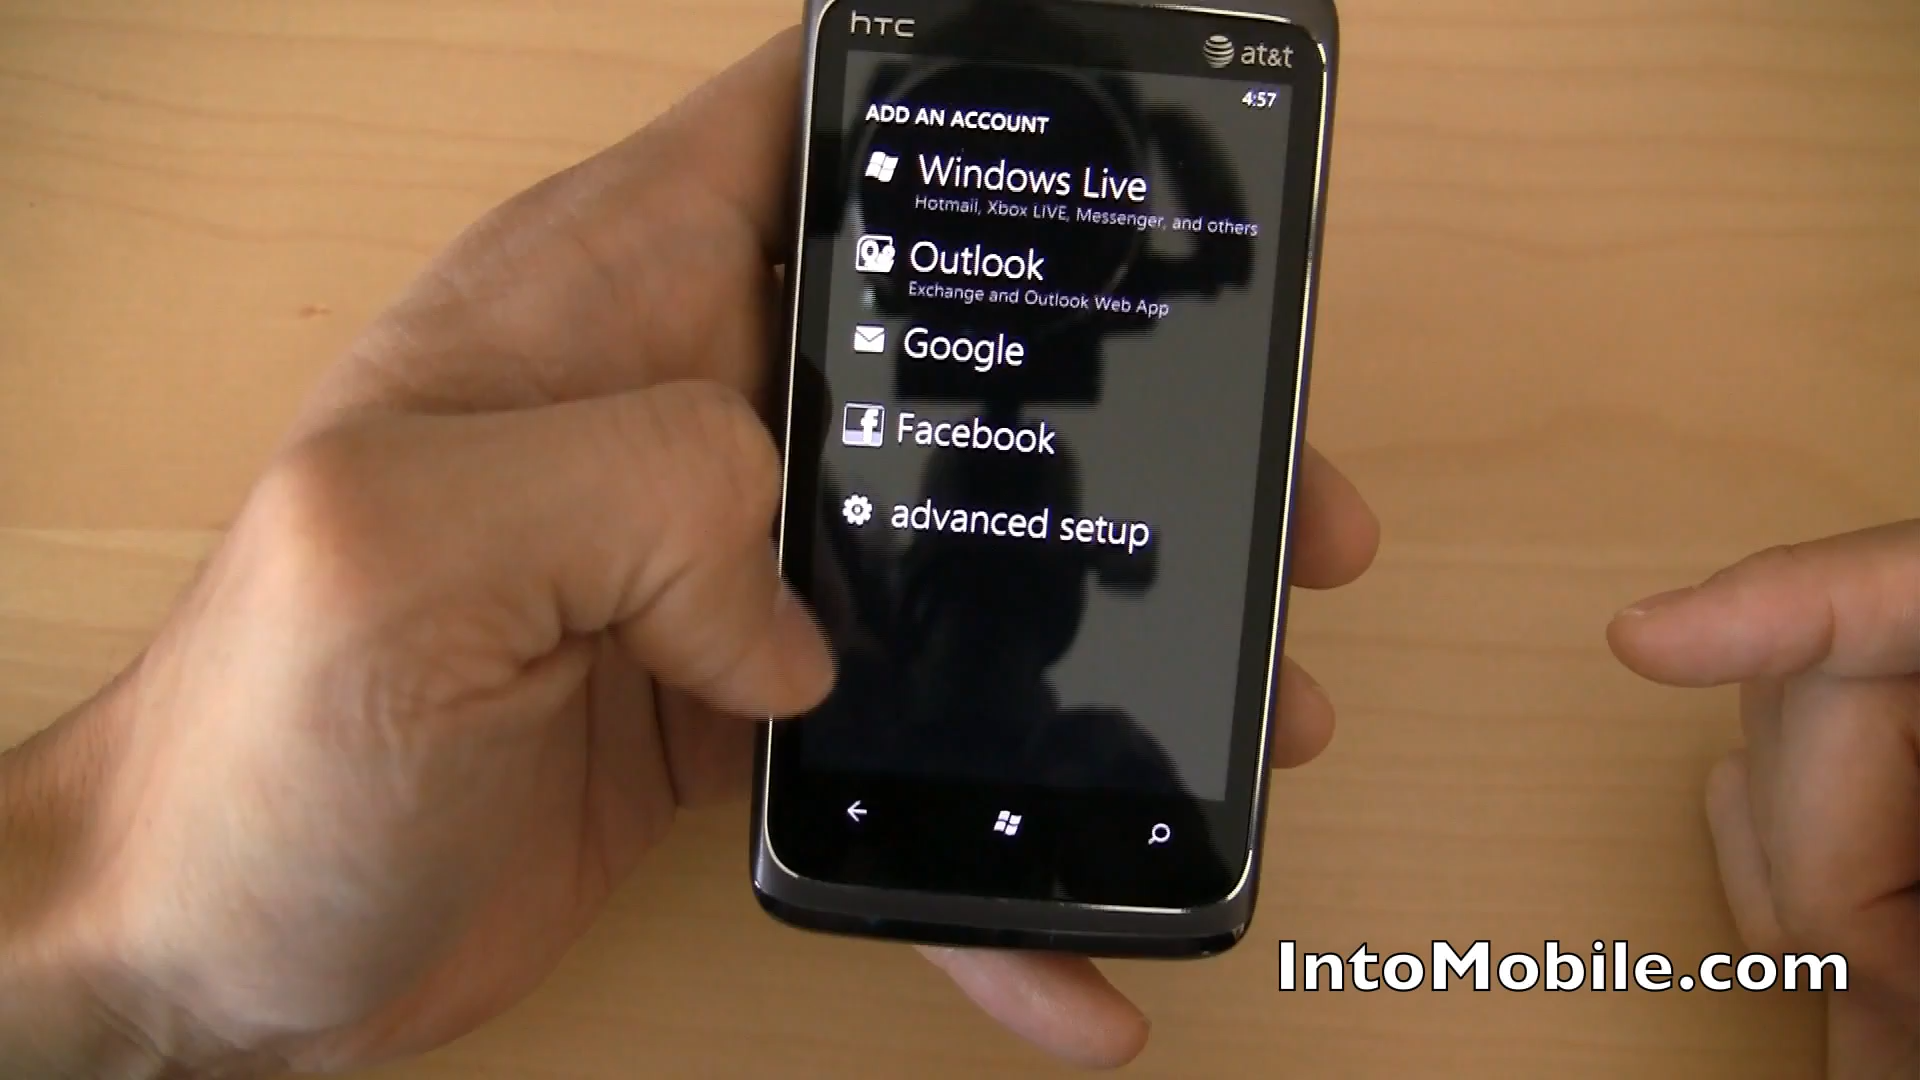 hTC
at&t
4:57
ADD AN ACCOUNT
Windows Live
Hotmail, Xbox LIVE, Messenger, and others
Outlook
Exchange and Outlook Web App
Google
Facebook
advanced setup
IntoMobile.com